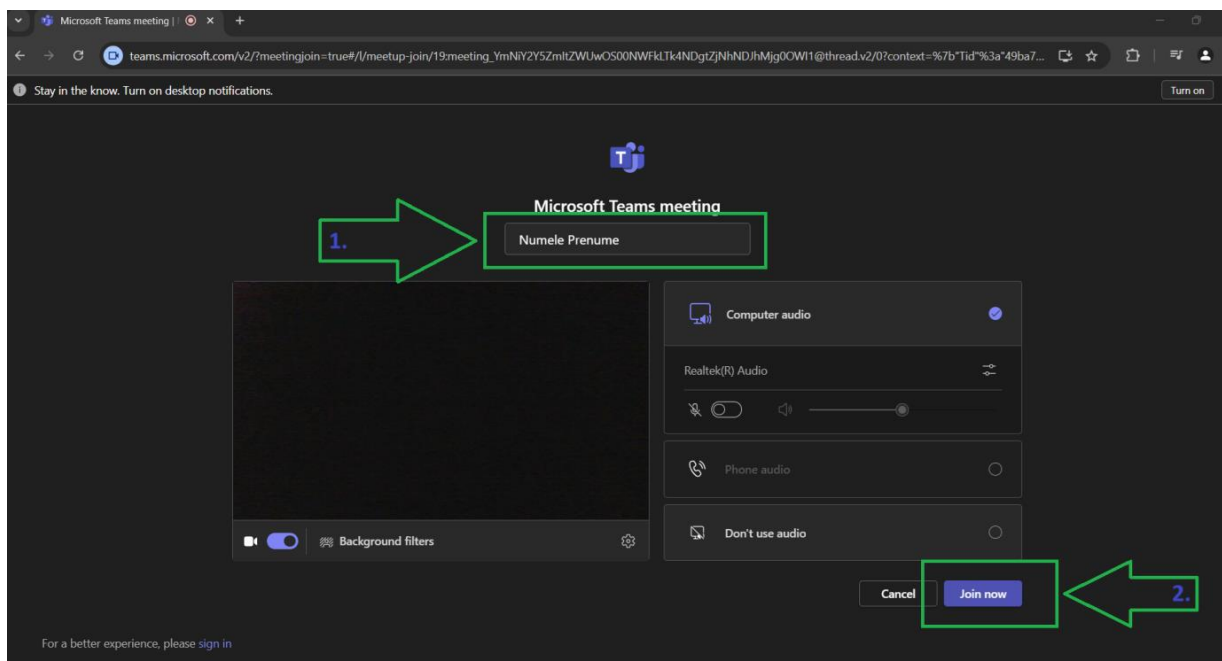 Microsoft Teams meeting |
teams.microsoft.com/v2/?meetingjoin=true#/l/meetup-join/19:meeting_YmNiY2Y5ZmItZWUwOS00NWFkLTk4NDgtZjNhNDJhMjg0OWI1@thread.v2/0?context=%7b"Tid"%3a"49ba7...
Stay in the know. Turn on desktop notifications.
Turn on
Microsoft Teams meeting
1.
Numele Prenume
Computer audio
Realtek(R) Audio
Phone audio
Background filters
Don't use audio
Cancel
Join now
2.
For a better experience, please sign in